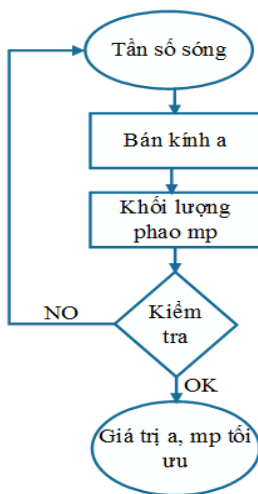 Tần số sóng
Bán kính a
Khối lượng
phao mp
Kiểm
tra
NO
OK
Giá trị a, mp tối
ưu